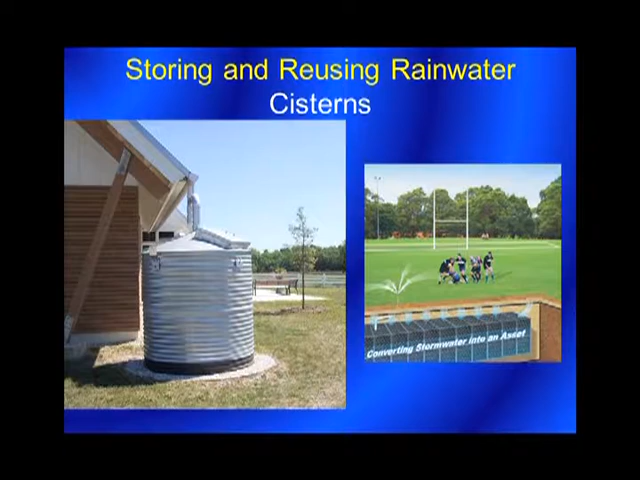 Storing and Reusing Rainwater
Cisterns
Converting Stormwater into an Asset